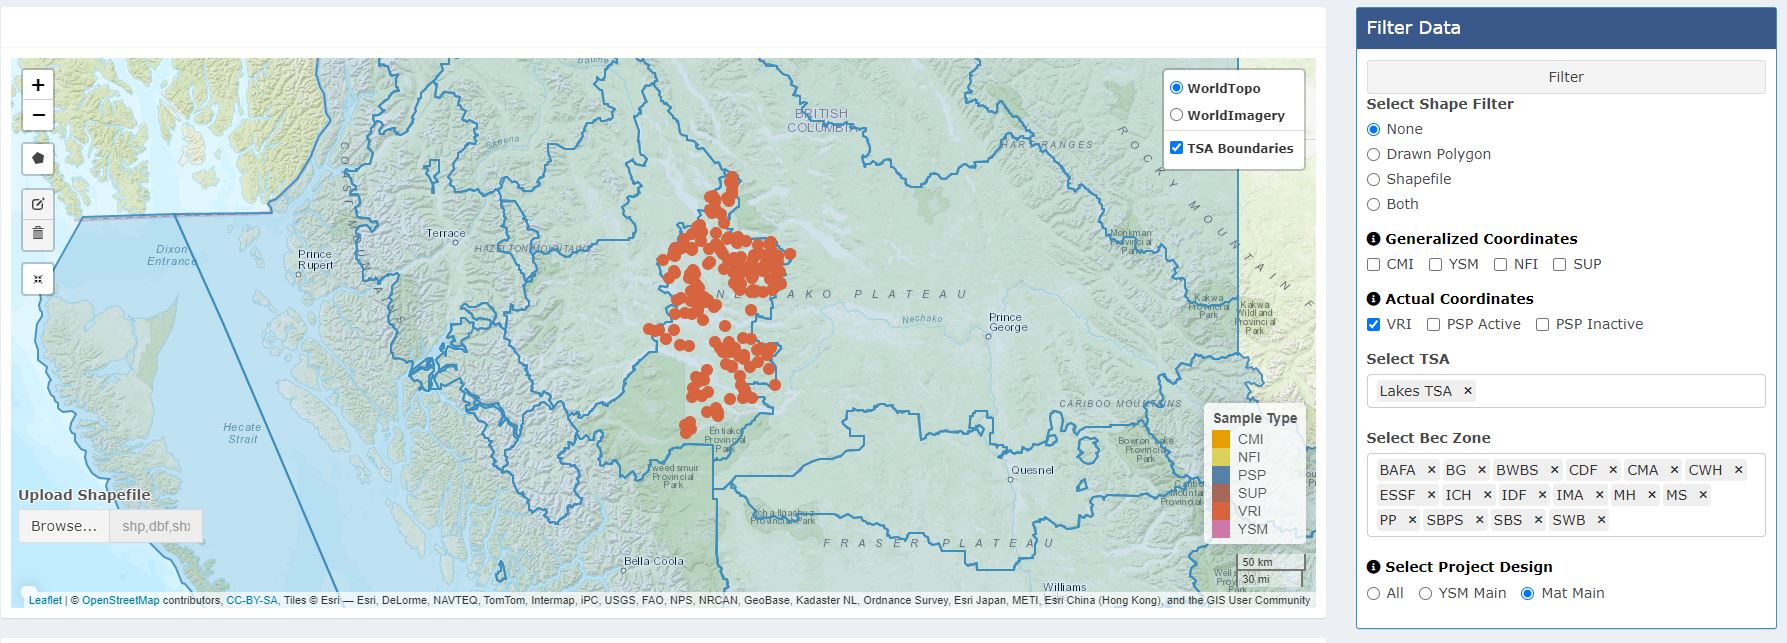 Filter Data
Filter
Select Shape Filter
None
Drawn Polygon
Shapefile
Both
Generalized Coordinates
CMI YSM NFI SUP
Actual Coordinates
VRI PSP Active PSP Inactive
Select TSA
Lakes TSA ×
Select Bec Zone
BAFA × BG × BWBS × CDF × CMA × CWH ×
ESSF × ICH × IDF × IMA × MH × MS ×
PP × SBPS × SBS × SWB ×
Select Project Design
All YSM Main Mat Main
+
−
WorldTopo
WorldImagery
TSA Boundaries
BRITISH
COLUMBIA
Skeena
HART RANGES
ROCKY MOUNTAIN
COAST MOUNTA
Terrace
HAZELTON MOUNTAINS
Dixon
Entrance
Prince
Rupert
Monkman
Provincial
Park
NECHAKO PLATEAU
Kakwa
Provincial
Park
Kakwa
Wildland
Provincial
Park
Nechako
Prince
George
Hecate
Strait
CARIBOO MOUNTAINS
Entiako
Provincial
Park
Bowron Lake
Provincial
Park
Quesnel
Provincial
Park
Provincial Park
FRASER PLATEAU
Bella Coola
Williams
Sample Type
CMI
NFI
PSP
SUP
VRI
YSM
Upload Shapefile
Browse... shp,dbf,sh
50 km
30 mi
Leaflet | © OpenStreetMap contributors, CC-BY-SA, Tiles © Esri — Esri, DeLorme, NAVTEQ, TomTom, Intermap, iPC, USGS, FAO, NPS, NRCAN, GeoBase, Kadaster NL, Ordnance Survey, Esri Japan, METI, Esri China (Hong Kong), and the GIS User Community